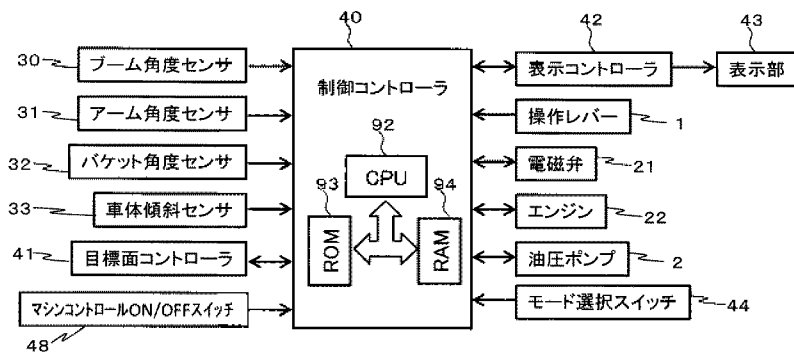 40
制御コントローラ
92
CPU
93
ROM
94
RAM
30
ブーム角度センサ
31
アーム角度センサ
32
バケット角度センサ
33
車体傾斜センサ
41
目標面コントローラ
マシンコントロールON/OFFスイッチ
48
42
表示コントローラ
43
表示部
操作レバー
1
電磁弁
21
エンジン
22
油圧ポンプ
2
モード選択スイッチ
44